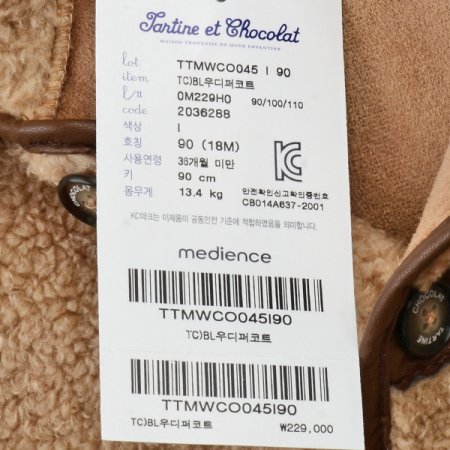 Tartine et Chocolat
MAISON FRANÇAISE DE MODE ENFANTINE
lot. TTMWCO045 I 90
item TC)BL우디퍼코트
l/n 0M229H0 90/100/110
code 2036288
색상 I
호칭 90 (18M)
사용연령 36개월 미만
키 90 cm
몸무게 13.4 kg
안전확인신고확인증번호
CB014A637-2001
KC마크는 이제품이 공통안전 기준에 적합하였음을 의미합니다.
medience
TTMWCO045I90
TC)BL우디퍼코트
TTMWCO045I90
TC)BL우디퍼코트 ₩229,000
CHOCOLAT
CHOCOLAT
TARTINE